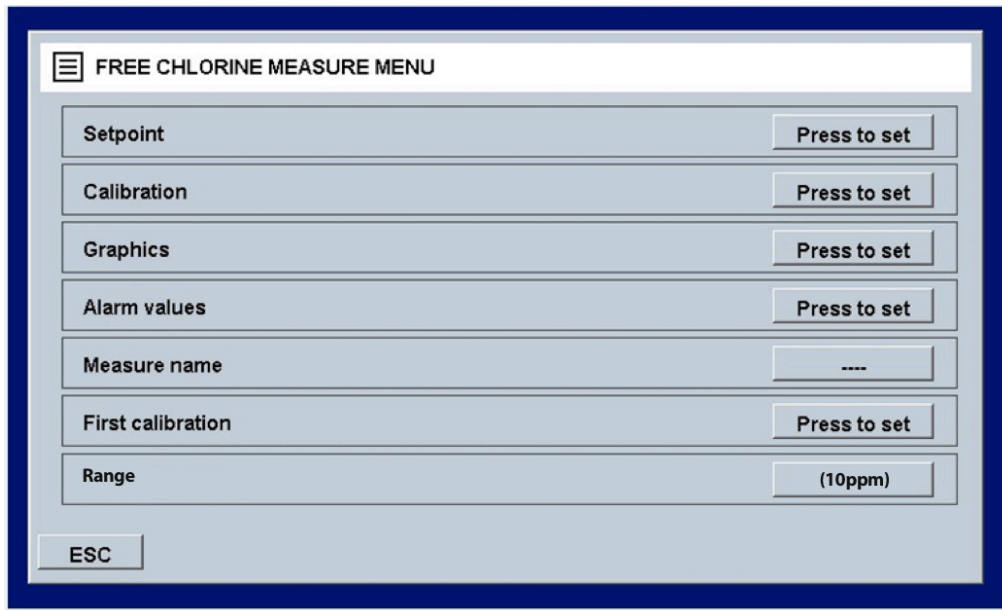 FREE CHLORINE MEASURE MENU
Setpoint Press to set
Calibration Press to set
Graphics Press to set
Alarm values Press to set
Measure name ----
First calibration Press to set
Range (10ppm)
ESC